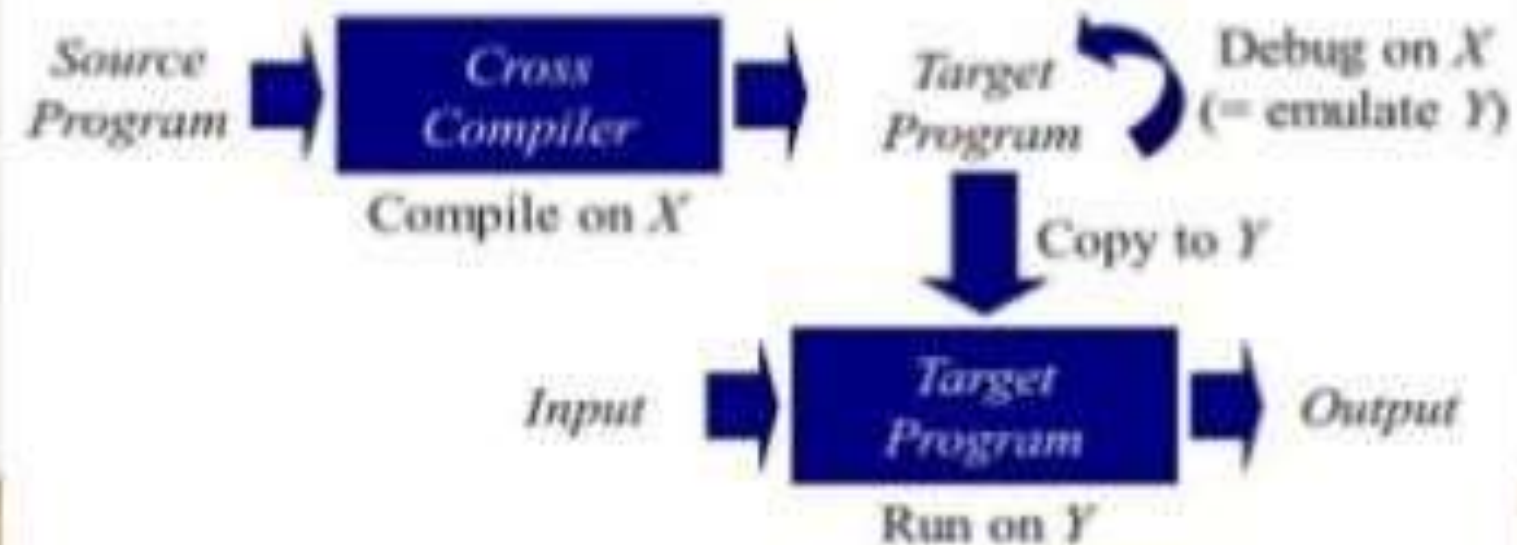 Source
Program
Cross
Compiler
Compile on X
Target
Program
Debug on X
(= emulate Y)
Copy to Y
Input
Target
Program
Output
Run on Y